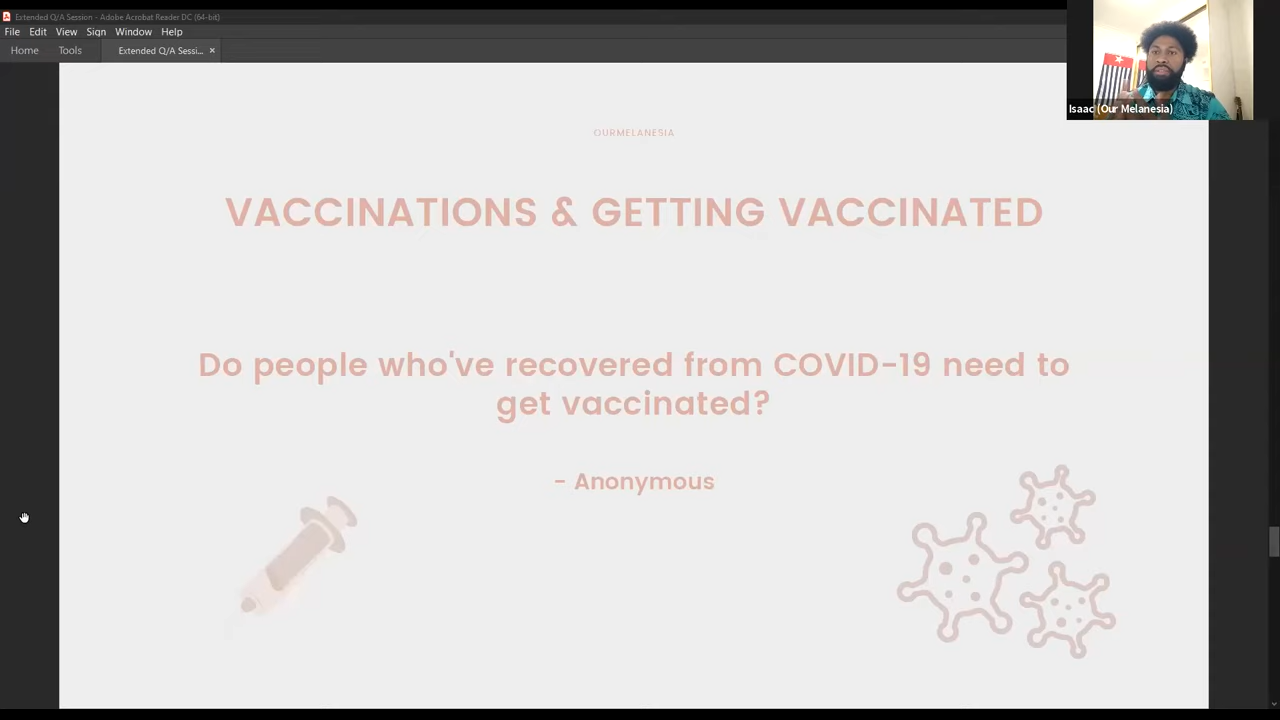 Extended Q/A Session - Adobe Acrobat Reader DC (64-bit)
File Edit View Sign Window Help
Home Tools Extended Q/A Sessi... ×
Isaac (Our Melanesia)
OURMELANESIA
VACCINATIONS & GETTING VACCINATED
Do people who've recovered from COVID-19 need to
get vaccinated?
- Anonymous